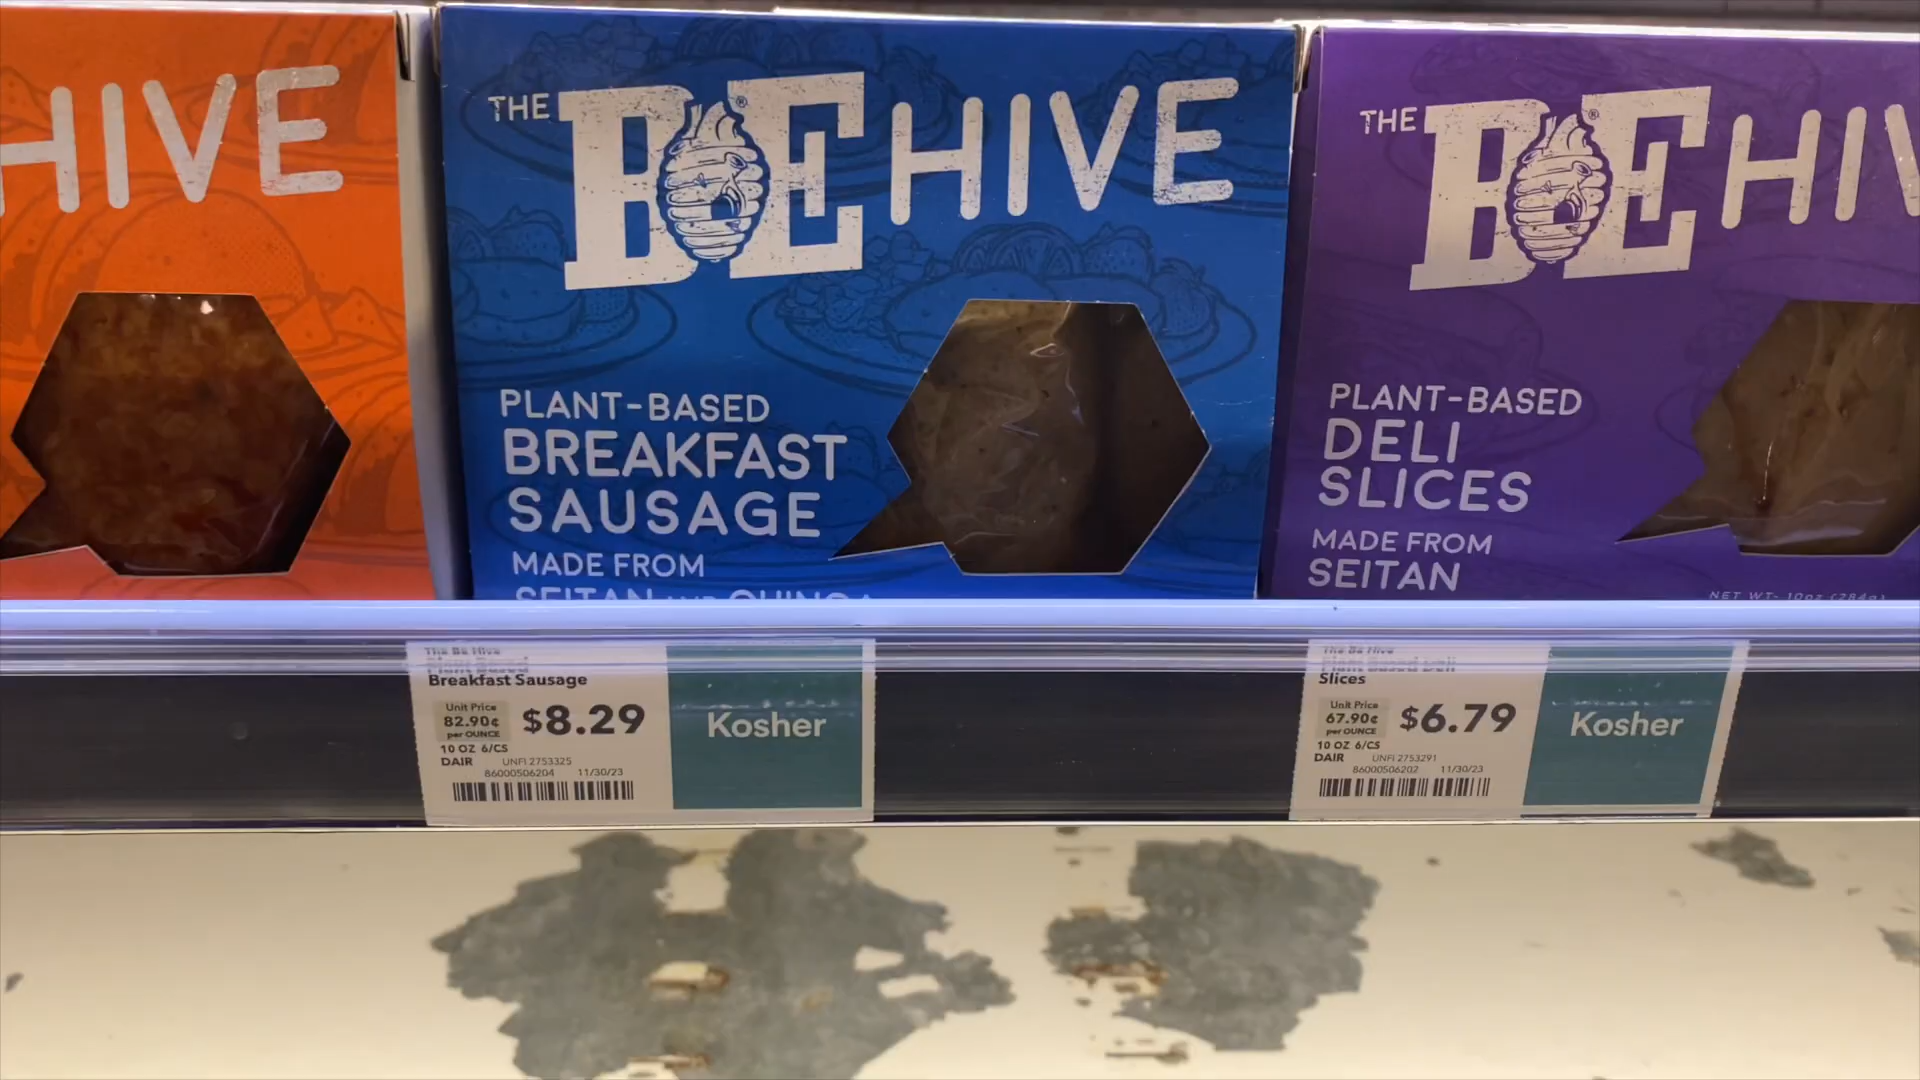 HIVE
THE BE HIVE
®
PLANT-BASED
BREAKFAST
SAUSAGE
MADE FROM
SEITAN AND QUINOA
THE BE HIV
®
PLANT-BASED
DELI
SLICES
MADE FROM
SEITAN
NET WT- 10oz (284g)
The Be Hive
Plant Based
Breakfast Sausage
Unit Price
82.90¢
per OUNCE
$8.29
10 OZ 6/CS
DAIR UNFI 2753325
86000506204 11/30/23
Kosher
The Be Hive
Plant Based Deli
Slices
Unit Price
67.90¢
per OUNCE
$6.79
10 OZ 6/CS
DAIR UNFI 2753291
86000506202 11/30/23
Kosher